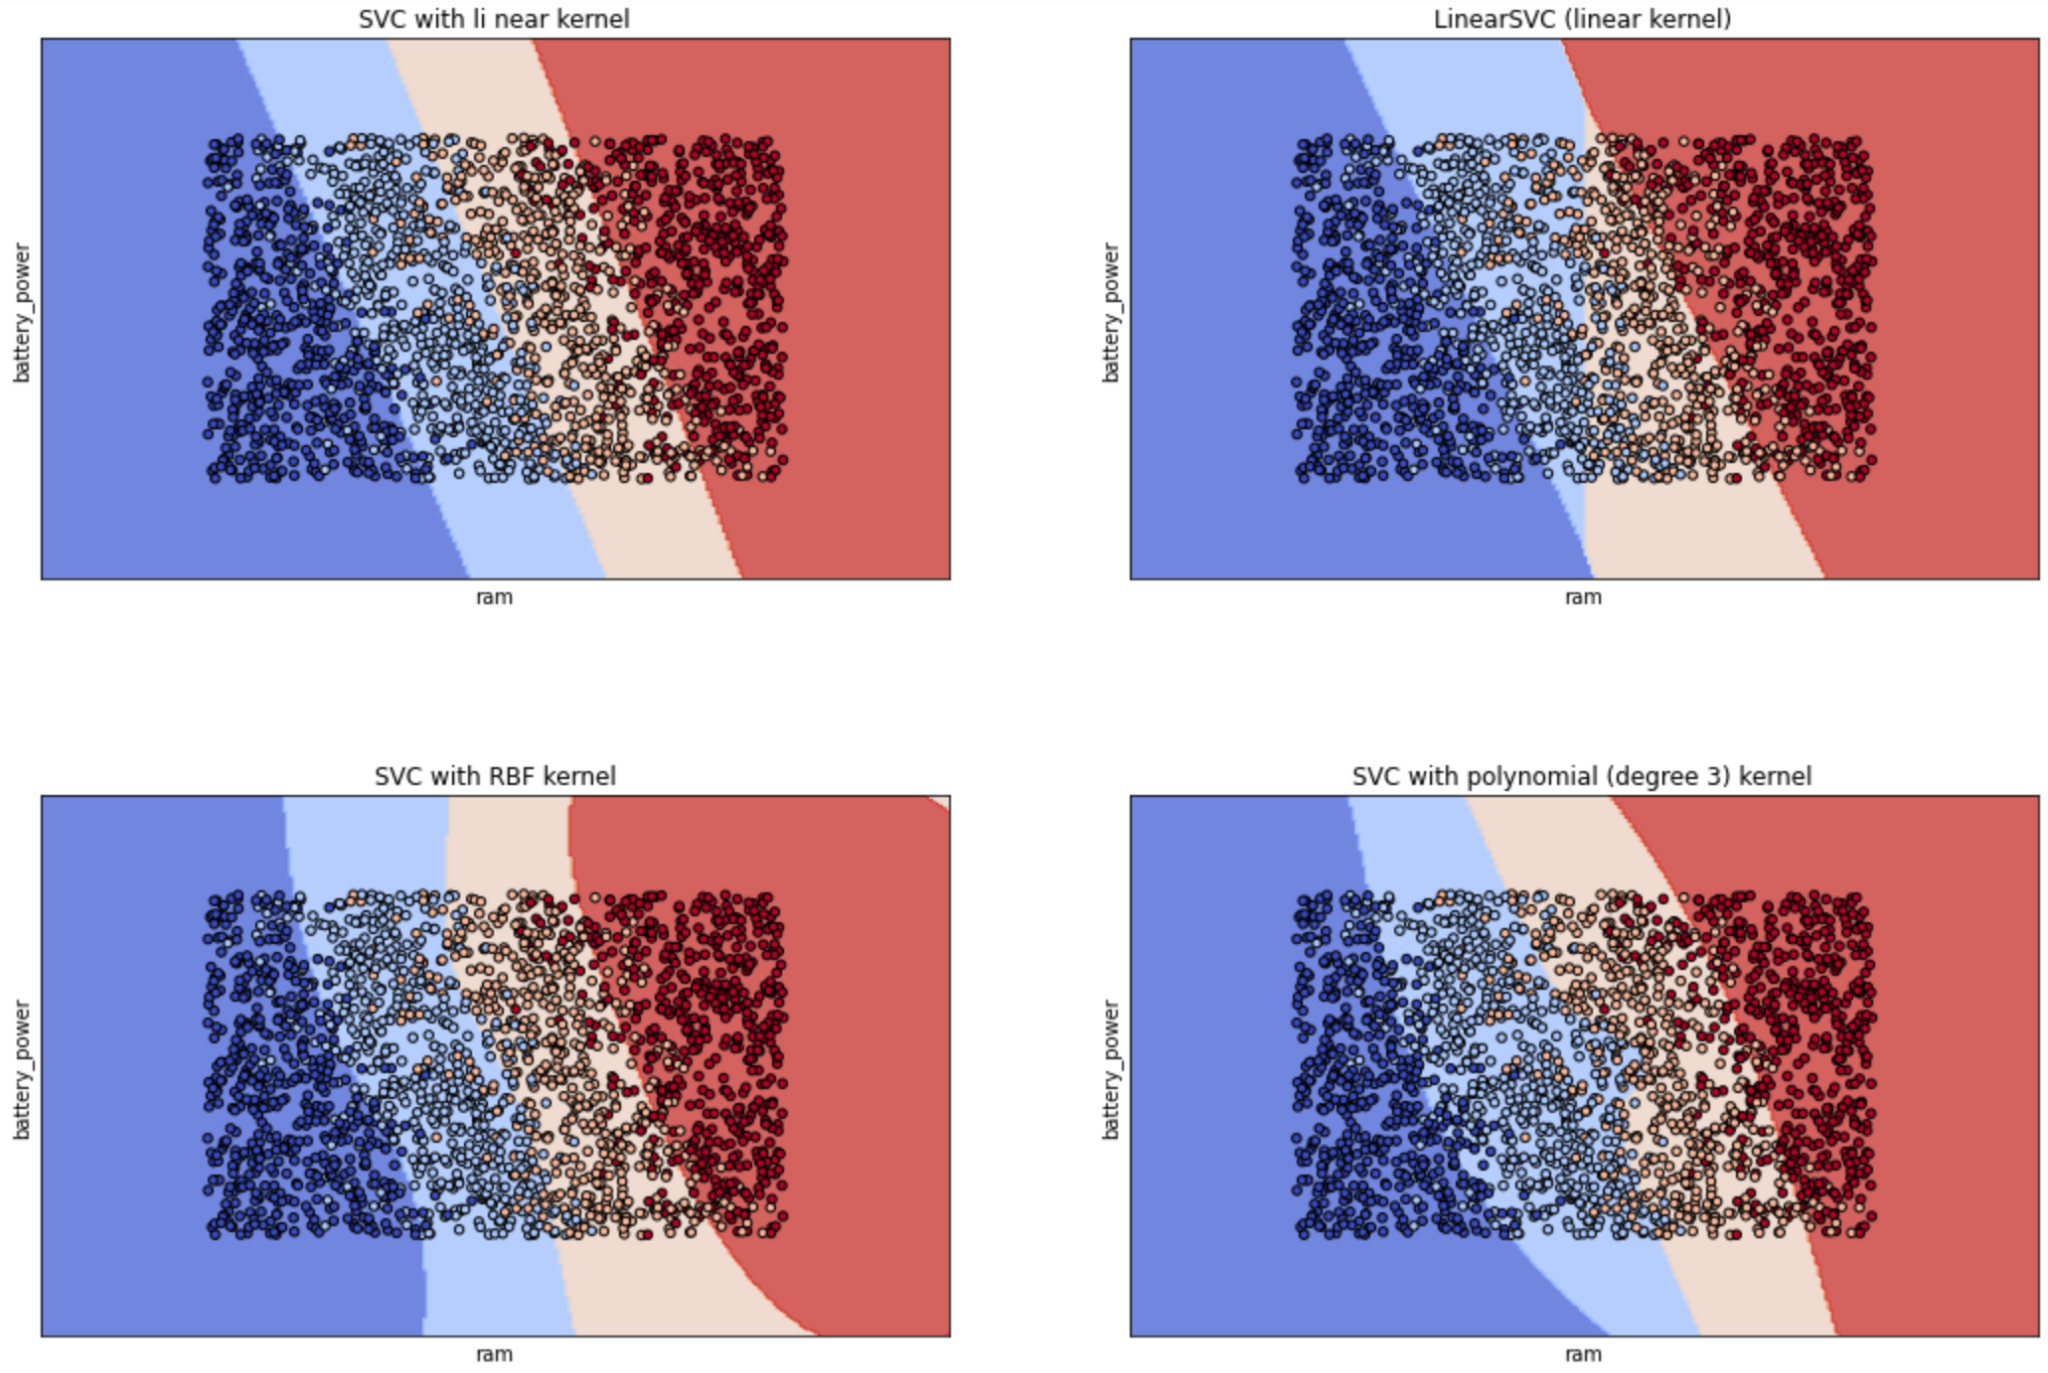 SVC with li near kernel
battery_power
ram
LinearSVC (linear kernel)
battery_power
ram
SVC with RBF kernel
battery_power
ram
SVC with polynomial (degree 3) kernel
battery_power
ram